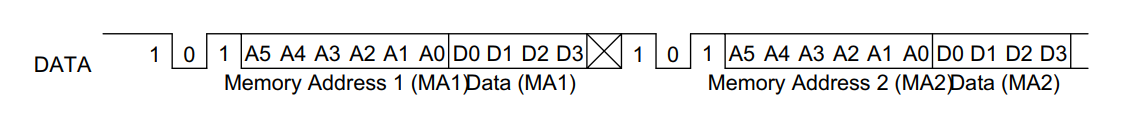 DATA 1 0 1 A5 A4 A3 A2 A1 A0 D0 D1 D2 D3 1 0 1 A5 A4 A3 A2 A1 A0 D0 D1 D2 D3
Memory Address 1 (MA1)Data (MA1) Memory Address 2 (MA2)Data (MA2)